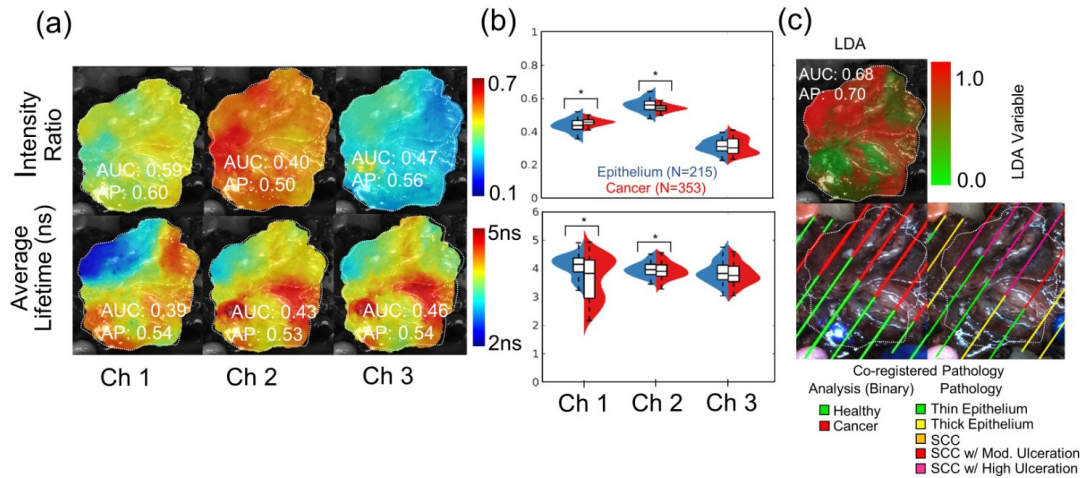 (a)
Intensity
Ratio
AUC: 0.59
AP: 0.60
AUC: 0.40
AP: 0.50
AUC: 0.47
AP: 0.56
0.7
0.1
Average
Lifetime (ns)
AUC: 0.39
AP: 0.54
AUC: 0.43
AP: 0.53
AUC: 0.46
AP: 0.54
5ns
2ns
Ch 1
Ch 2
Ch 3
(b)
1
0.8
0.6
0.4
0.2
0
*
*
Epithelium (N=215)
Cancer (N=353)
6
5
4
3
2
1
0
*
*
Ch 1
Ch 2
Ch 3
(c)
LDA
AUC: 0.68
AP: 0.70
1.0
0.0
LDA Variable
Co-registered Pathology
Analysis (Binary)
Pathology
Healthy
Cancer
Thin Epithelium
Thick Epithelium
SCC
SCC w/ Mod. Ulceration
SCC w/ High Ulceration